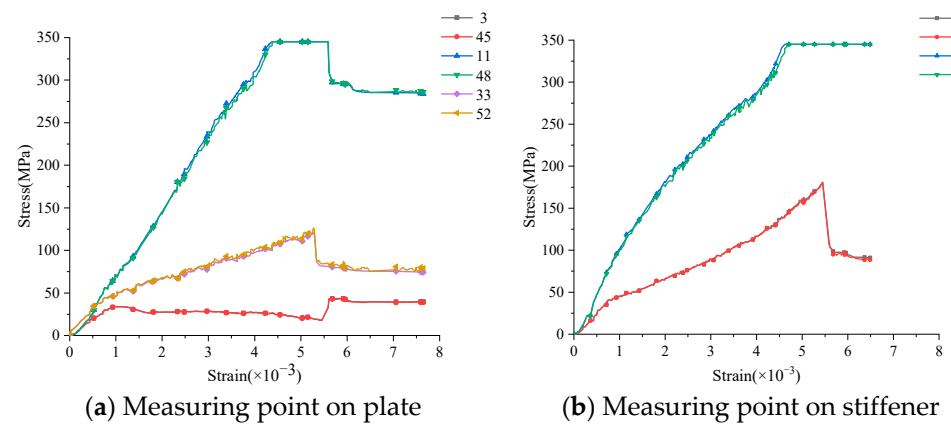 3
45
11
48
33
52
350
300
250
200
150
100
50
0
Stress(MPa)
0 1 2 3 4 5 6 7 8
Strain(×10⁻³)
(a) Measuring point on plate
350
300
250
200
150
100
50
0
Stress(MPa)
0 1 2 3 4 5 6 7 8
Strain(×10⁻³)
(b) Measuring point on stiffener